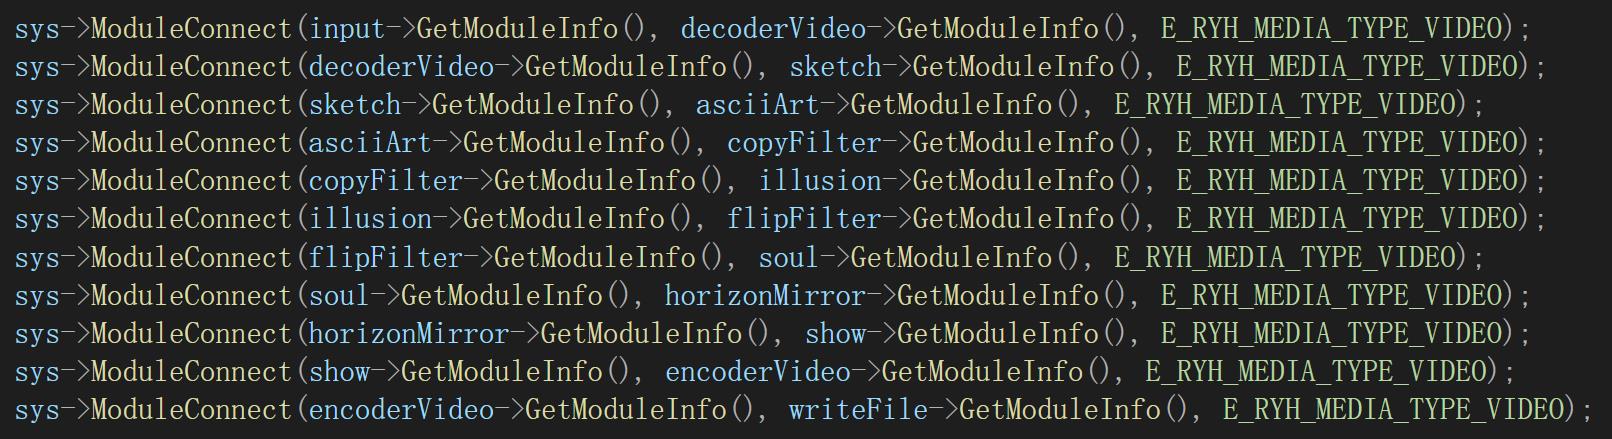 sys->ModuleConnect(input->GetModuleInfo(), decoderVideo->GetModuleInfo(), E_RYH_MEDIA_TYPE_VIDEO);
sys->ModuleConnect(decoderVideo->GetModuleInfo(), sketch->GetModuleInfo(), E_RYH_MEDIA_TYPE_VIDEO);
sys->ModuleConnect(sketch->GetModuleInfo(), asciiArt->GetModuleInfo(), E_RYH_MEDIA_TYPE_VIDEO);
sys->ModuleConnect(asciiArt->GetModuleInfo(), copyFilter->GetModuleInfo(), E_RYH_MEDIA_TYPE_VIDEO);
sys->ModuleConnect(copyFilter->GetModuleInfo(), illusion->GetModuleInfo(), E_RYH_MEDIA_TYPE_VIDEO);
sys->ModuleConnect(illusion->GetModuleInfo(), flipFilter->GetModuleInfo(), E_RYH_MEDIA_TYPE_VIDEO);
sys->ModuleConnect(flipFilter->GetModuleInfo(), soul->GetModuleInfo(), E_RYH_MEDIA_TYPE_VIDEO);
sys->ModuleConnect(soul->GetModuleInfo(), horizonMirror->GetModuleInfo(), E_RYH_MEDIA_TYPE_VIDEO);
sys->ModuleConnect(horizonMirror->GetModuleInfo(), show->GetModuleInfo(), E_RYH_MEDIA_TYPE_VIDEO);
sys->ModuleConnect(show->GetModuleInfo(), encoderVideo->GetModuleInfo(), E_RYH_MEDIA_TYPE_VIDEO);
sys->ModuleConnect(encoderVideo->GetModuleInfo(), writeFile->GetModuleInfo(), E_RYH_MEDIA_TYPE_VIDEO);